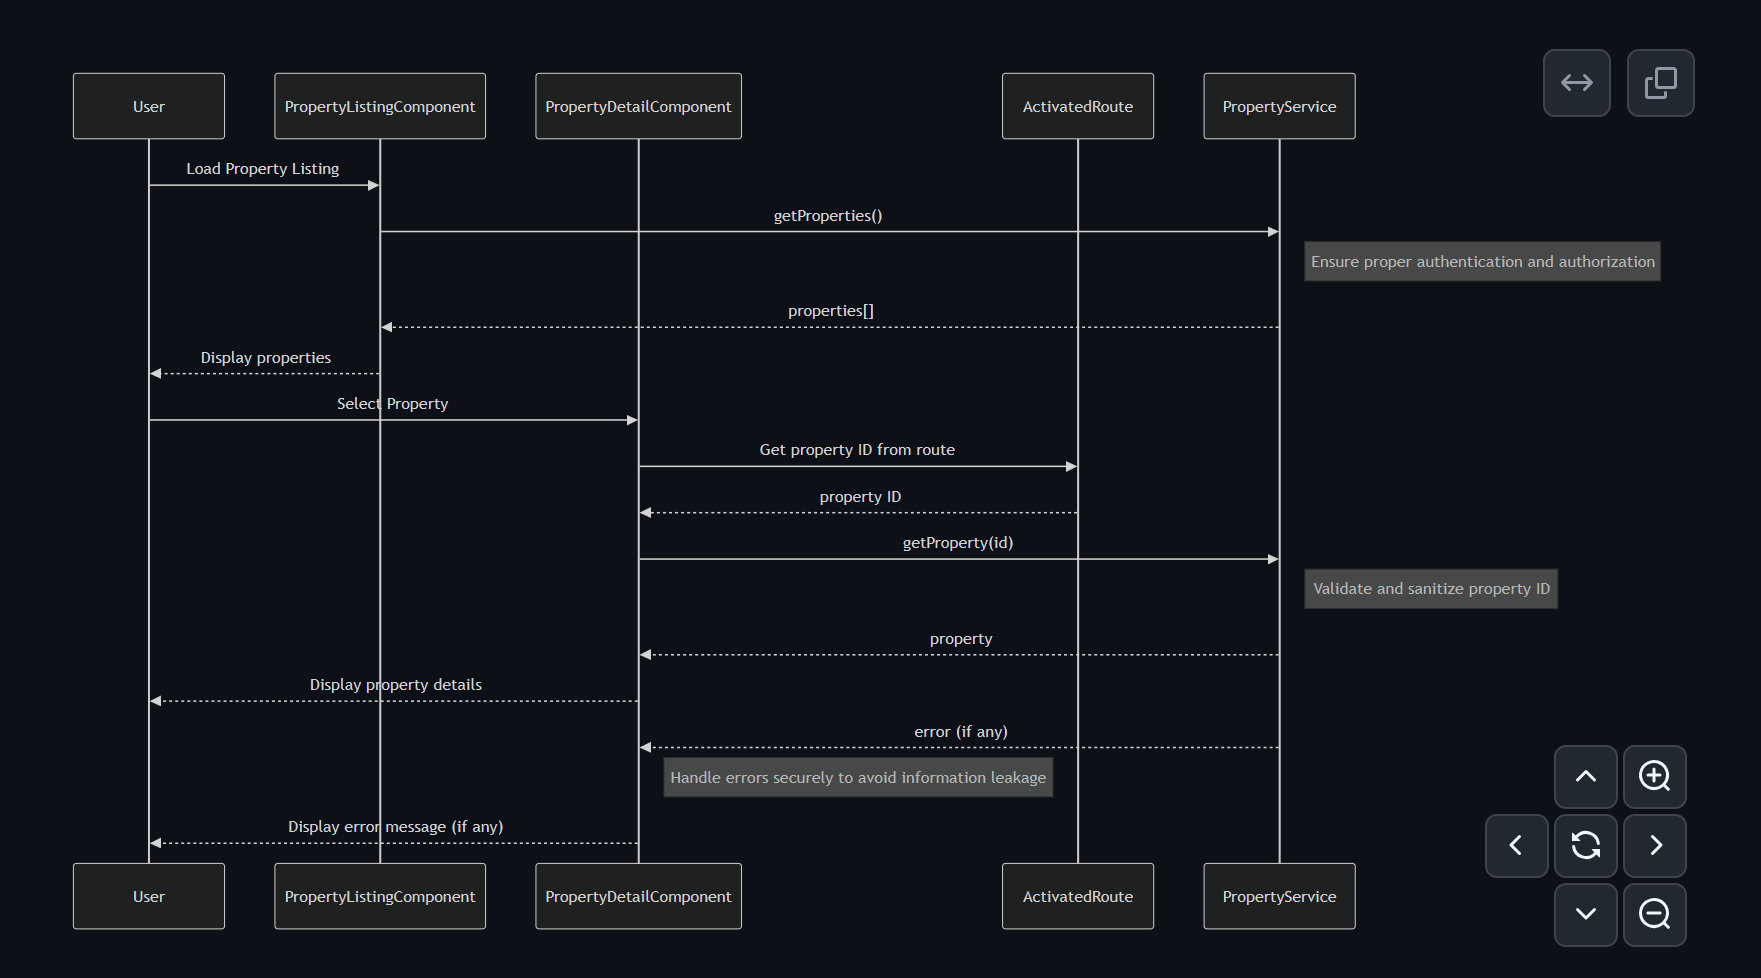 User
PropertyListingComponent
PropertyDetailComponent
ActivatedRoute
PropertyService
Load Property Listing
getProperties()
Ensure proper authentication and authorization
properties[]
Display properties
Select Property
Get property ID from route
property ID
getProperty(id)
Validate and sanitize property ID
property
Display property details
error (if any)
Handle errors securely to avoid information leakage
Display error message (if any)
User
PropertyListingComponent
PropertyDetailComponent
ActivatedRoute
PropertyService